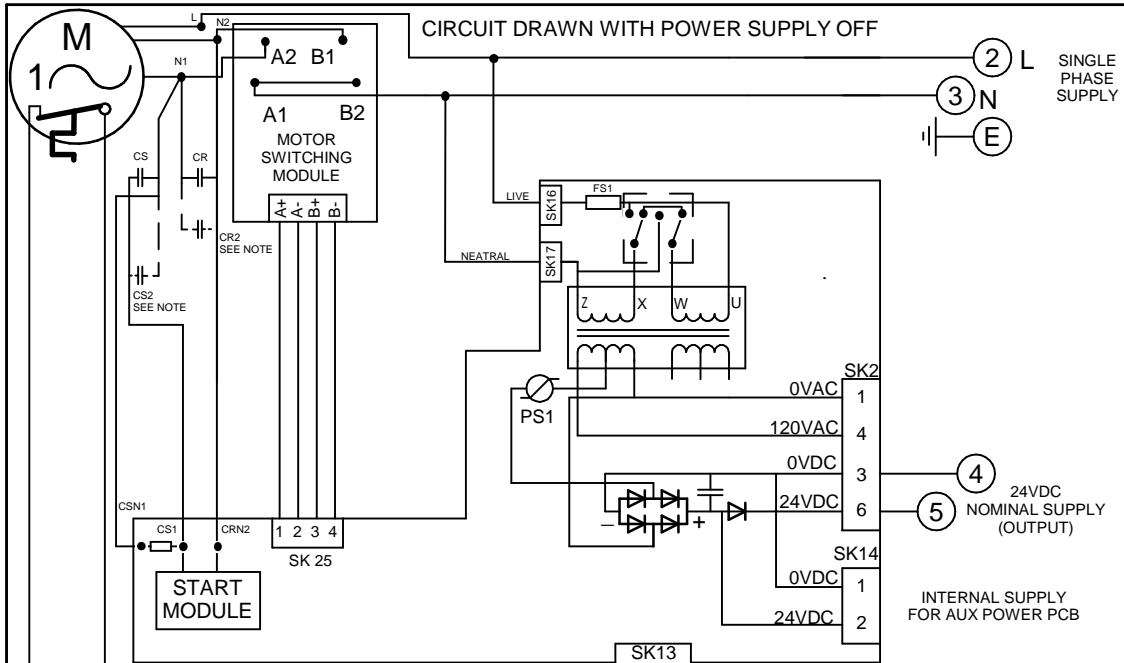 CIRCUIT DRAWN WITH POWER SUPPLY OFF
L
N2
M
1
N1
A2 B1
A1 B2
MOTOR
SWITCHING
MODULE
A+ A- B+ B-
2 L
3 N
E
SINGLE
PHASE
SUPPLY
CS
CR
CR2
SEE NOTE
CS2
SEE NOTE
LIVE
SK16
FS1
NEATRAL
SK17
Z X W U
PS1
SK2
0VAC 1
120VAC 4
0VDC 3
24VDC 6
4
5
24VDC
NOMINAL SUPPLY
(OUTPUT)
– +
SK14
0VDC 1
24VDC 2
INTERNAL SUPPLY
FOR AUX POWER PCB
CSN1
CS1
CRN2
1 2 3 4
SK 25
START
MODULE
SK13